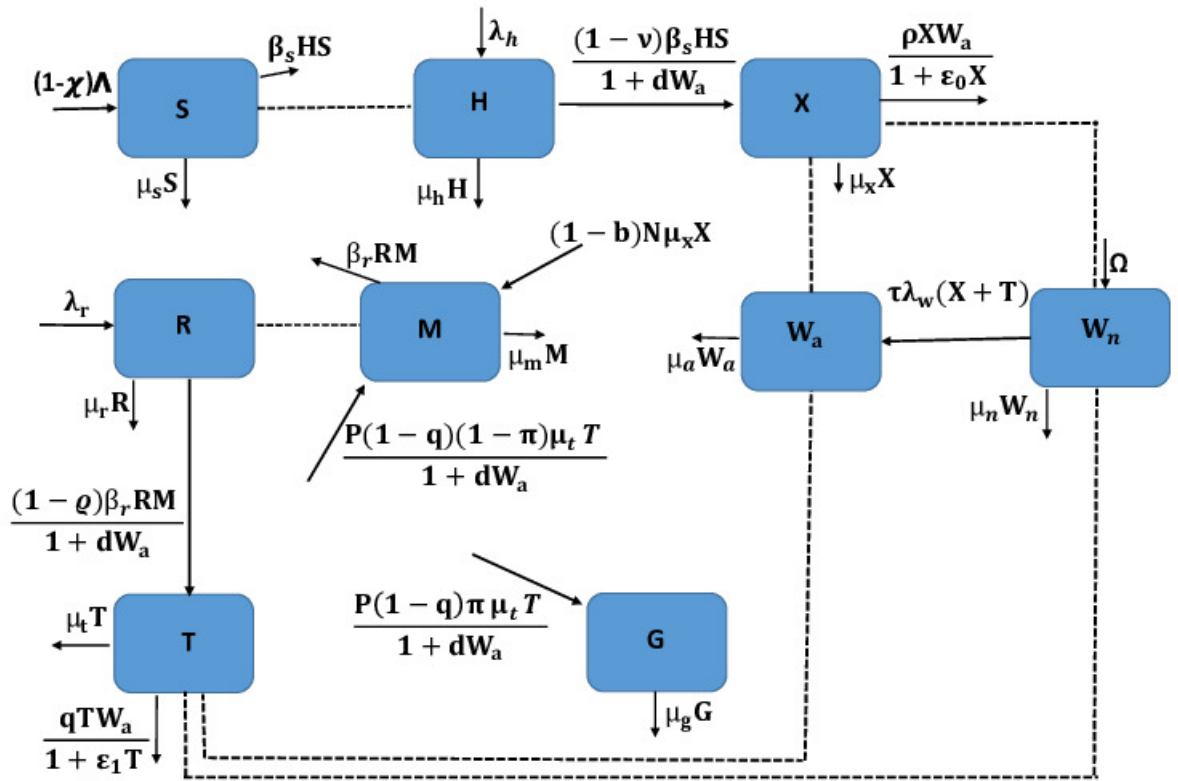 (1-χ)Λ
S
β_sHS
μ_sS
λ_h
H
μ_hH
(1 − ν)β_sHS
1 + dW_a
X
ρXW_a
1 + ε_0X
μ_xX
λ_r
R
μ_rR
β_rRM
M
(1 − b)Nμ_xX
μ_mM
P(1 − q)(1 − π)μ_t T
1 + dW_a
W_a
μ_aW_a
τλ_w(X + T)
Ω
W_n
μ_nW_n
(1 − ϱ)β_rRM
1 + dW_a
T
μ_tT
qTW_a
1 + ε_1T
P(1 − q)π μ_t T
1 + dW_a
G
μ_gG